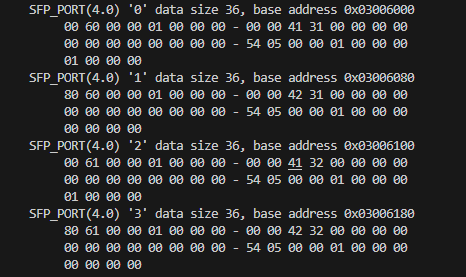 SFP_PORT(4.0) '0' data size 36, base address 0x03006000
00 60 00 00 01 00 00 00 - 00 00 41 31 00 00 00 00
00 00 00 00 00 00 00 00 - 54 05 00 00 01 00 00 00
01 00 00 00
SFP_PORT(4.0) '1' data size 36, base address 0x03006080
80 60 00 00 01 00 00 00 - 00 00 42 31 00 00 00 00
00 00 00 00 00 00 00 00 - 54 05 00 00 01 00 00 00
00 00 00 00
SFP_PORT(4.0) '2' data size 36, base address 0x03006100
00 61 00 00 01 00 00 00 - 00 00 41 32 00 00 00 00
00 00 00 00 00 00 00 00 - 54 05 00 00 01 00 00 00
01 00 00 00
SFP_PORT(4.0) '3' data size 36, base address 0x03006180
80 61 00 00 01 00 00 00 - 00 00 42 32 00 00 00 00
00 00 00 00 00 00 00 00 - 54 05 00 00 01 00 00 00
00 00 00 00